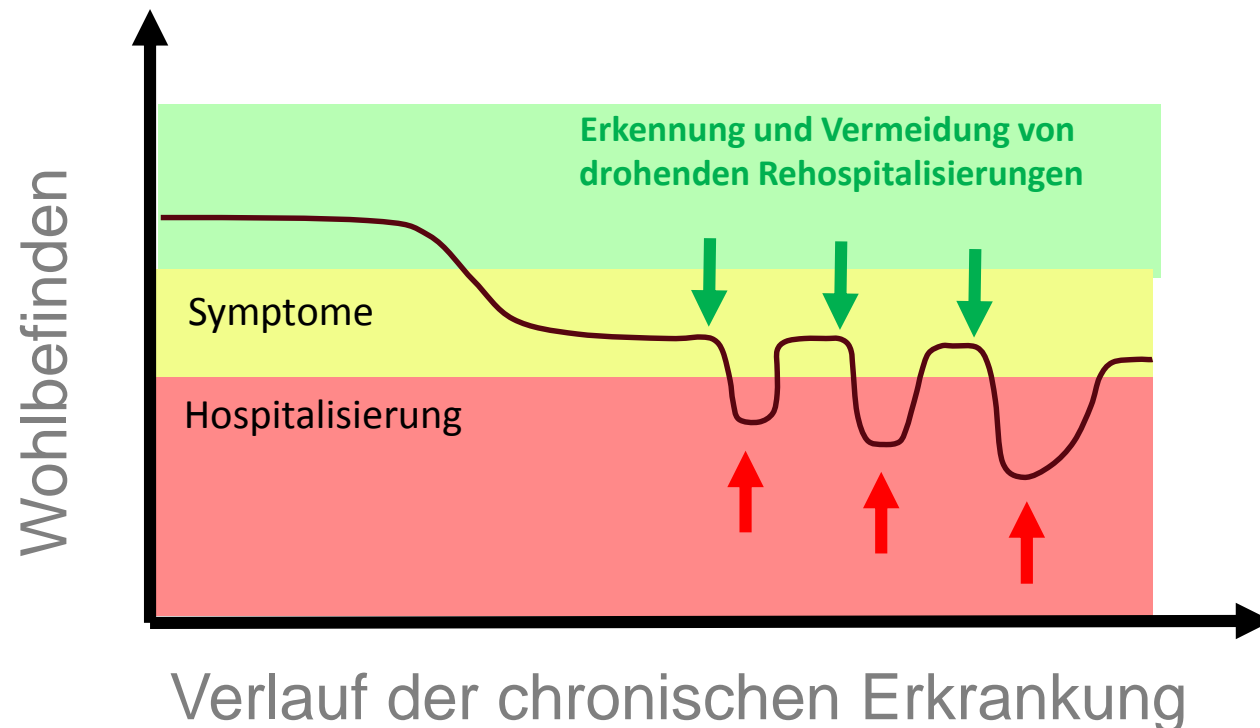 Wohlbefinden
Erkennung und Vermeidung von
drohenden Rehospitalisierungen
Symptome
Hospitalisierung
Verlauf der chronischen Erkrankung